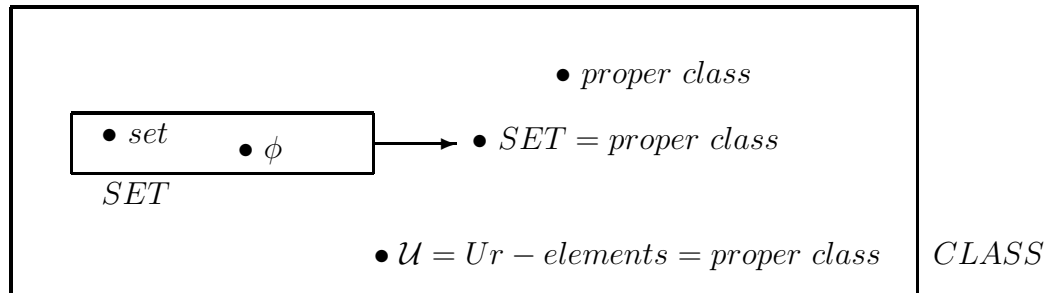 • proper class
• set
• ϕ
• SET = proper class
SET
• 𝒰 = Ur − elements = proper class
CLASS